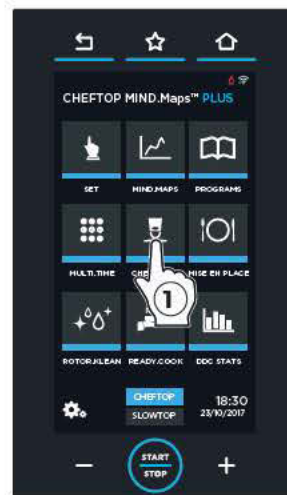 CHEFTOP MIND.Maps™ PLUS
SET MIND.MAPS PROGRAMS
MULTI.TIME MISE EN PLACE
1
ROTOR.KLEAN READY.COOK DDC STATS
CHEFTOP
SLOWTOP
18:30
23/10/2017
START
STOP